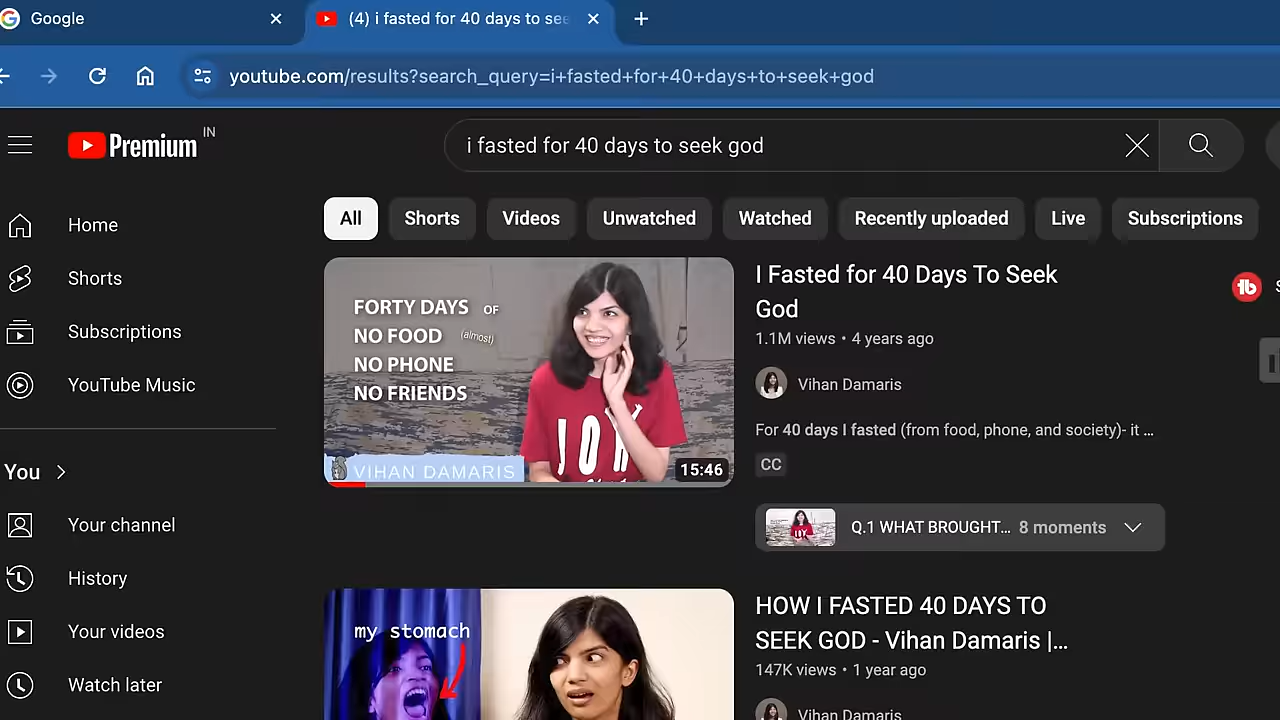 Google
(4) i fasted for 40 days to see
youtube.com/results?search_query=i+fasted+for+40+days+to+seek+god
Premium IN
i fasted for 40 days to seek god
All Shorts Videos Unwatched Watched Recently uploaded Live Subscriptions
Home
Shorts
Subscriptions
YouTube Music
You
Your channel
History
Your videos
Watch later
FORTY DAYS OF
NO FOOD (almost)
NO PHONE
NO FRIENDS
JOY
VIHAN DAMARIS
15:46
I Fasted for 40 Days To Seek
God
1.1M views • 4 years ago
Vihan Damaris
For 40 days I fasted (from food, phone, and society)- it ...
CC
Q.1 WHAT BROUGHT... 8 moments
my stomach
HOW I FASTED 40 DAYS TO
SEEK GOD - Vihan Damaris |...
147K views • 1 year ago
Vihan Damaris